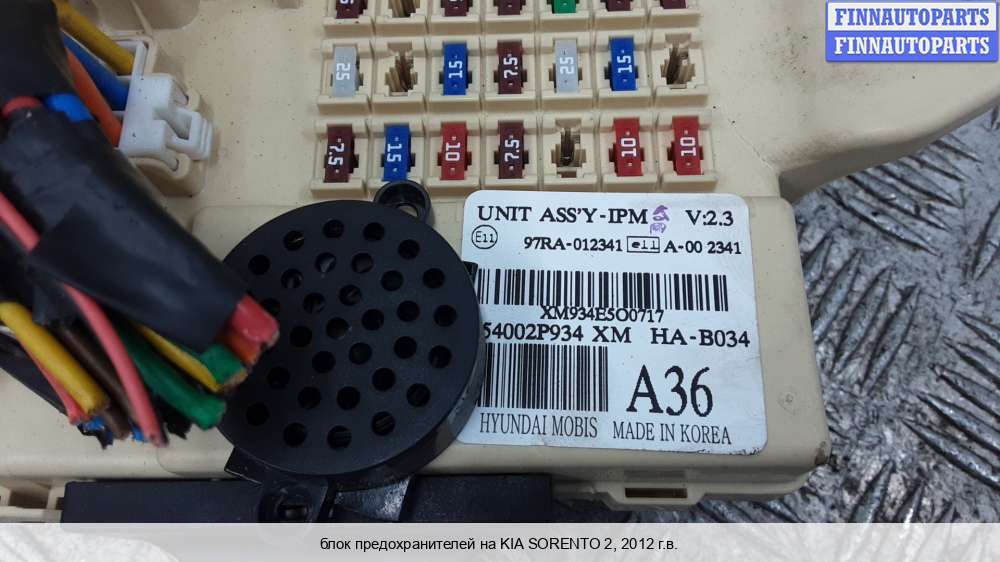 FINNAUTOPARTS
FINNAUTOPARTS
25 15 7.5 25 15
7.5 15 10 7.5 10 10
UNIT ASS'Y-IPM V:2.3
E11 97RA-012341 e11 A-00 2341
XM934E5O0717
54002P934 XM HA-B034
A36
HYUNDAI MOBIS MADE IN KOREA
блок предохранителей на KIA SORENTO 2, 2012 г.в.